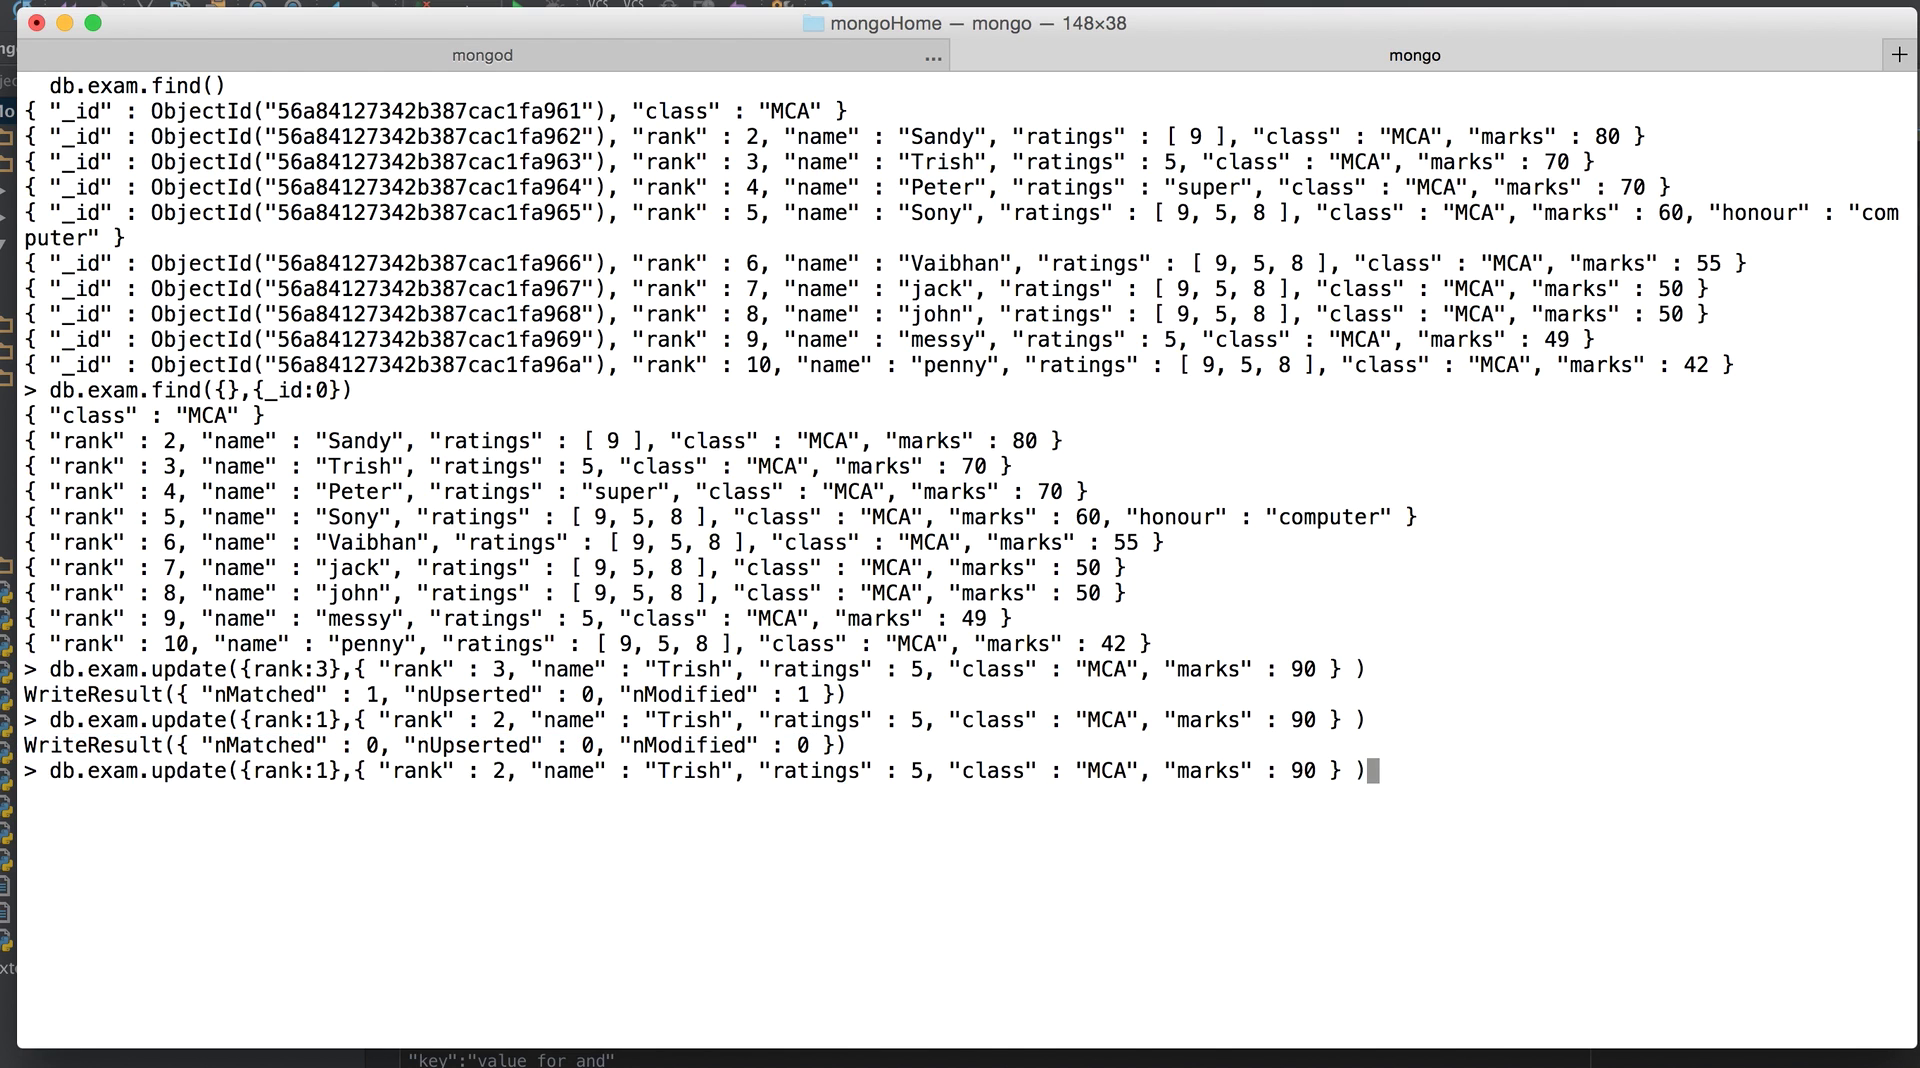 mongoHome — mongo — 148×38
mongod
...
mongo
+
db.exam.find()
{ "_id" : ObjectId("56a84127342b387cac1fa961"), "class" : "MCA" }
{ "_id" : ObjectId("56a84127342b387cac1fa962"), "rank" : 2, "name" : "Sandy", "ratings" : [ 9 ], "class" : "MCA", "marks" : 80 }
{ "_id" : ObjectId("56a84127342b387cac1fa963"), "rank" : 3, "name" : "Trish", "ratings" : 5, "class" : "MCA", "marks" : 70 }
{ "_id" : ObjectId("56a84127342b387cac1fa964"), "rank" : 4, "name" : "Peter", "ratings" : "super", "class" : "MCA", "marks" : 70 }
{ "_id" : ObjectId("56a84127342b387cac1fa965"), "rank" : 5, "name" : "Sony", "ratings" : [ 9, 5, 8 ], "class" : "MCA", "marks" : 60, "honour" : "com
puter" }
{ "_id" : ObjectId("56a84127342b387cac1fa966"), "rank" : 6, "name" : "Vaibhan", "ratings" : [ 9, 5, 8 ], "class" : "MCA", "marks" : 55 }
{ "_id" : ObjectId("56a84127342b387cac1fa967"), "rank" : 7, "name" : "jack", "ratings" : [ 9, 5, 8 ], "class" : "MCA", "marks" : 50 }
{ "_id" : ObjectId("56a84127342b387cac1fa968"), "rank" : 8, "name" : "john", "ratings" : [ 9, 5, 8 ], "class" : "MCA", "marks" : 50 }
{ "_id" : ObjectId("56a84127342b387cac1fa969"), "rank" : 9, "name" : "messy", "ratings" : 5, "class" : "MCA", "marks" : 49 }
{ "_id" : ObjectId("56a84127342b387cac1fa96a"), "rank" : 10, "name" : "penny", "ratings" : [ 9, 5, 8 ], "class" : "MCA", "marks" : 42 }
> db.exam.find({},{_id:0})
{ "class" : "MCA" }
{ "rank" : 2, "name" : "Sandy", "ratings" : [ 9 ], "class" : "MCA", "marks" : 80 }
{ "rank" : 3, "name" : "Trish", "ratings" : 5, "class" : "MCA", "marks" : 70 }
{ "rank" : 4, "name" : "Peter", "ratings" : "super", "class" : "MCA", "marks" : 70 }
{ "rank" : 5, "name" : "Sony", "ratings" : [ 9, 5, 8 ], "class" : "MCA", "marks" : 60, "honour" : "computer" }
{ "rank" : 6, "name" : "Vaibhan", "ratings" : [ 9, 5, 8 ], "class" : "MCA", "marks" : 55 }
{ "rank" : 7, "name" : "jack", "ratings" : [ 9, 5, 8 ], "class" : "MCA", "marks" : 50 }
{ "rank" : 8, "name" : "john", "ratings" : [ 9, 5, 8 ], "class" : "MCA", "marks" : 50 }
{ "rank" : 9, "name" : "messy", "ratings" : 5, "class" : "MCA", "marks" : 49 }
{ "rank" : 10, "name" : "penny", "ratings" : [ 9, 5, 8 ], "class" : "MCA", "marks" : 42 }
> db.exam.update({rank:3},{ "rank" : 3, "name" : "Trish", "ratings" : 5, "class" : "MCA", "marks" : 90 } )
WriteResult({ "nMatched" : 1, "nUpserted" : 0, "nModified" : 1 })
> db.exam.update({rank:1},{ "rank" : 2, "name" : "Trish", "ratings" : 5, "class" : "MCA", "marks" : 90 } )
WriteResult({ "nMatched" : 0, "nUpserted" : 0, "nModified" : 0 })
> db.exam.update({rank:1},{ "rank" : 2, "name" : "Trish", "ratings" : 5, "class" : "MCA", "marks" : 90 } )
"key":"value for and"